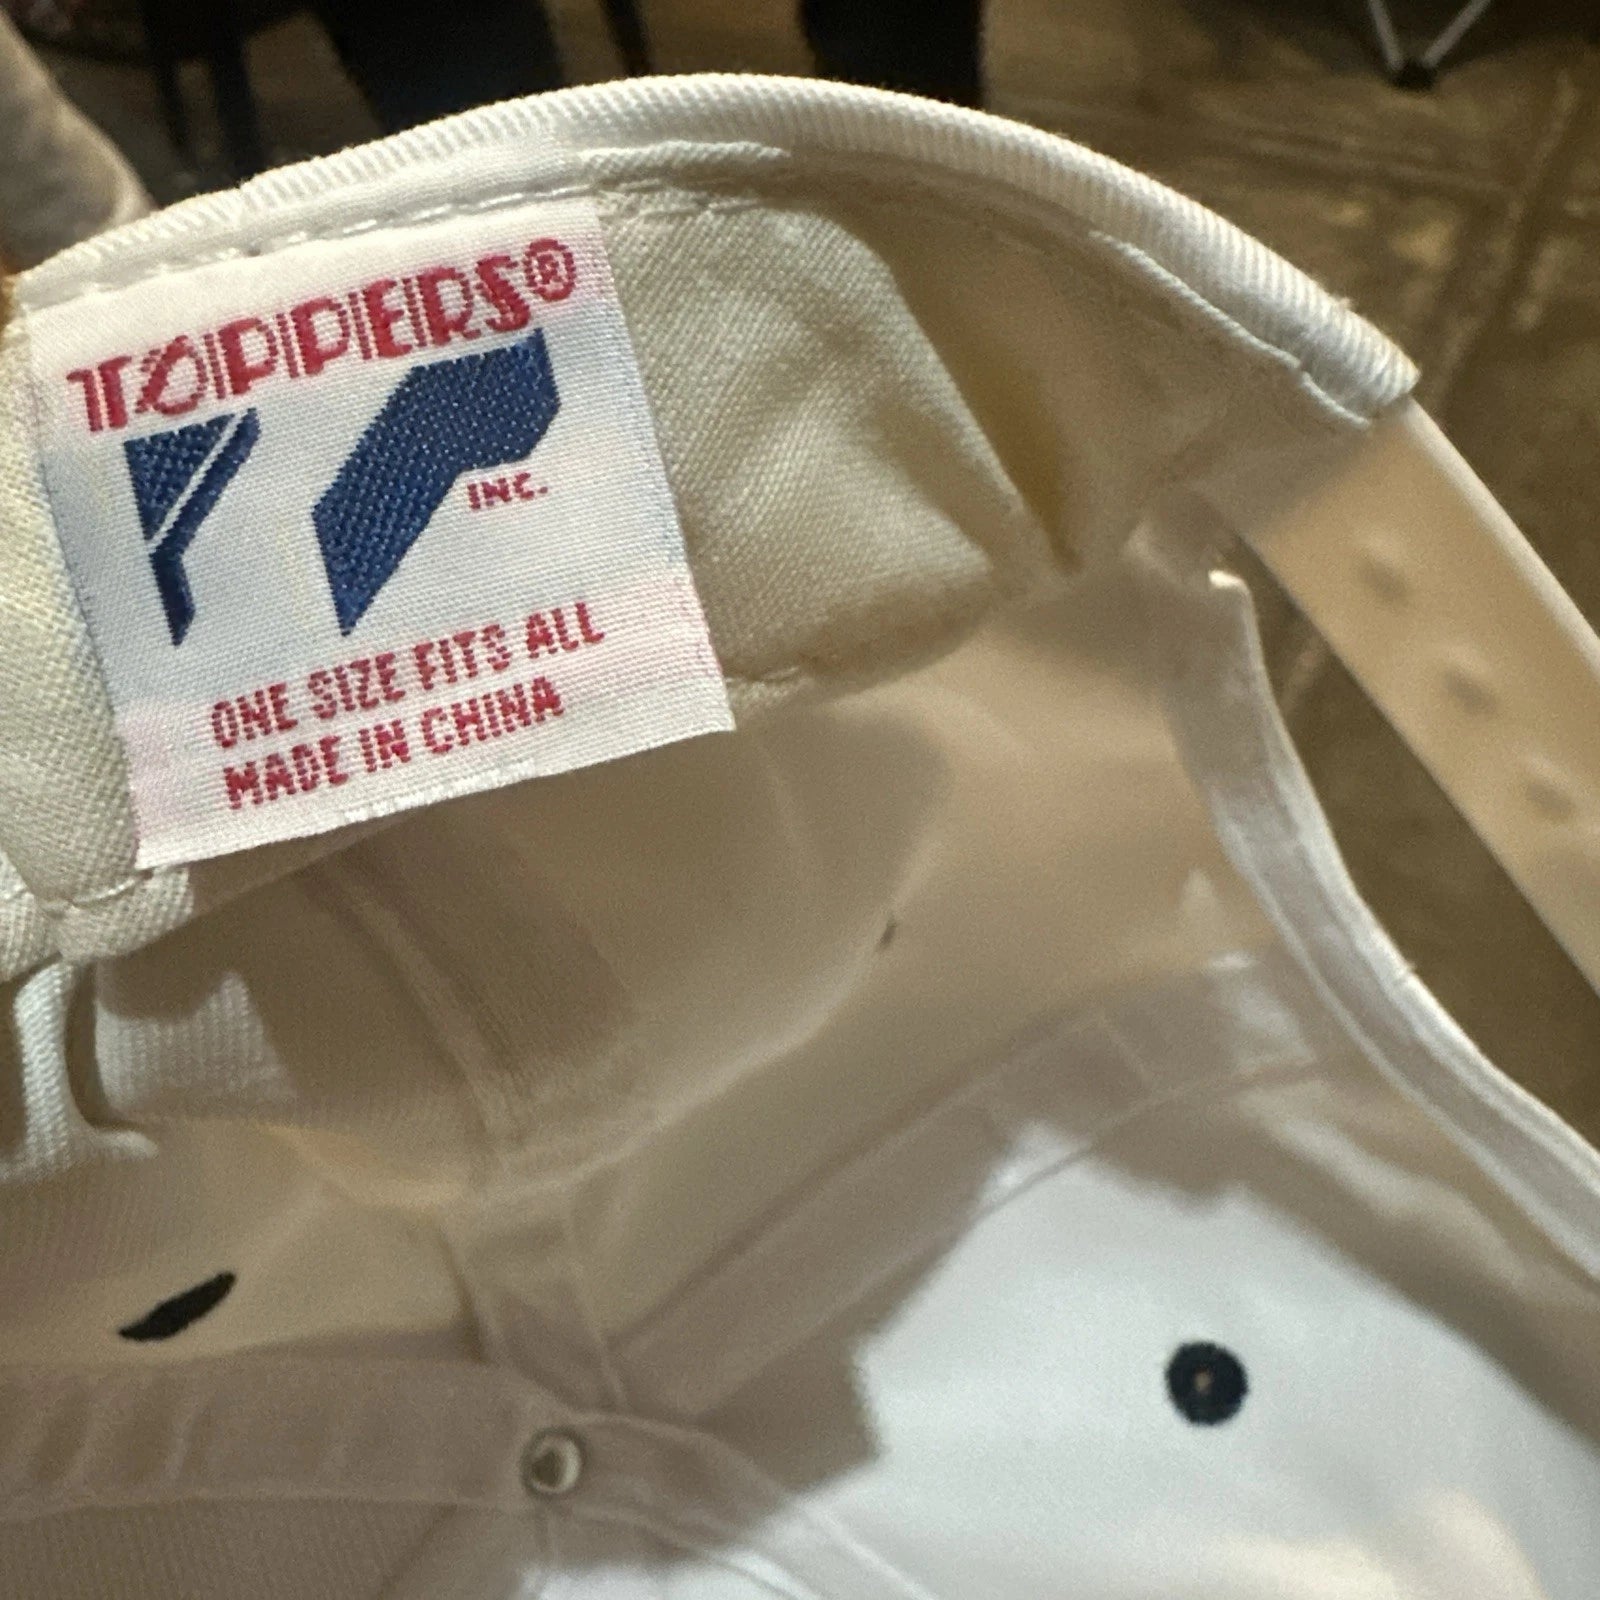 TOPPERS®
INC.
ONE SIZE FITS ALL
MADE IN CHINA